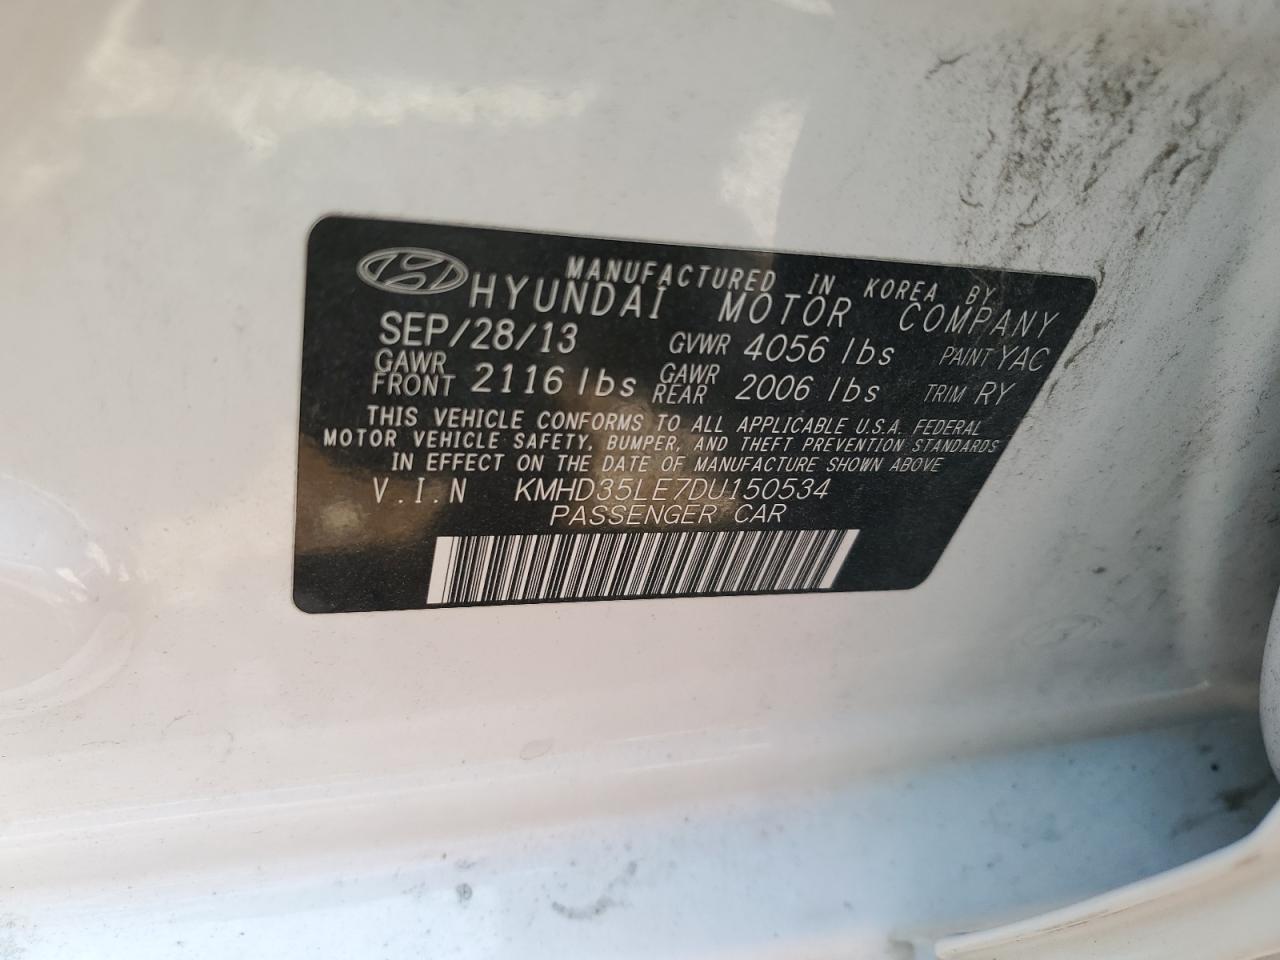 MANUFACTURED IN KOREA BY
HYUNDAI MOTOR COMPANY
SEP/28/13 GVWR 4056 lbs PAINT YAC
GAWR FRONT 2116 lbs GAWR REAR 2006 lbs TRIM RY
THIS VEHICLE CONFORMS TO ALL APPLICABLE U.S.A. FEDERAL
MOTOR VEHICLE SAFETY, BUMPER, AND THEFT PREVENTION STANDARDS
IN EFFECT ON THE DATE OF MANUFACTURE SHOWN ABOVE
V.I.N KMHD35LE7DU150534
PASSENGER CAR